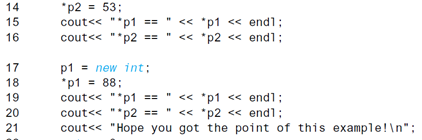 14 *p2 = 53;
15 cout<< "*p1 == " << *p1 << endl;
16 cout<< "*p2 == " << *p2 << endl;
17 p1 = new int;
18 *p1 = 88;
19 cout<< "*p1 == " << *p1 << endl;
20 cout<< "*p2 == " << *p2 << endl;
21 cout<< "Hope you got the point of this example!\n";